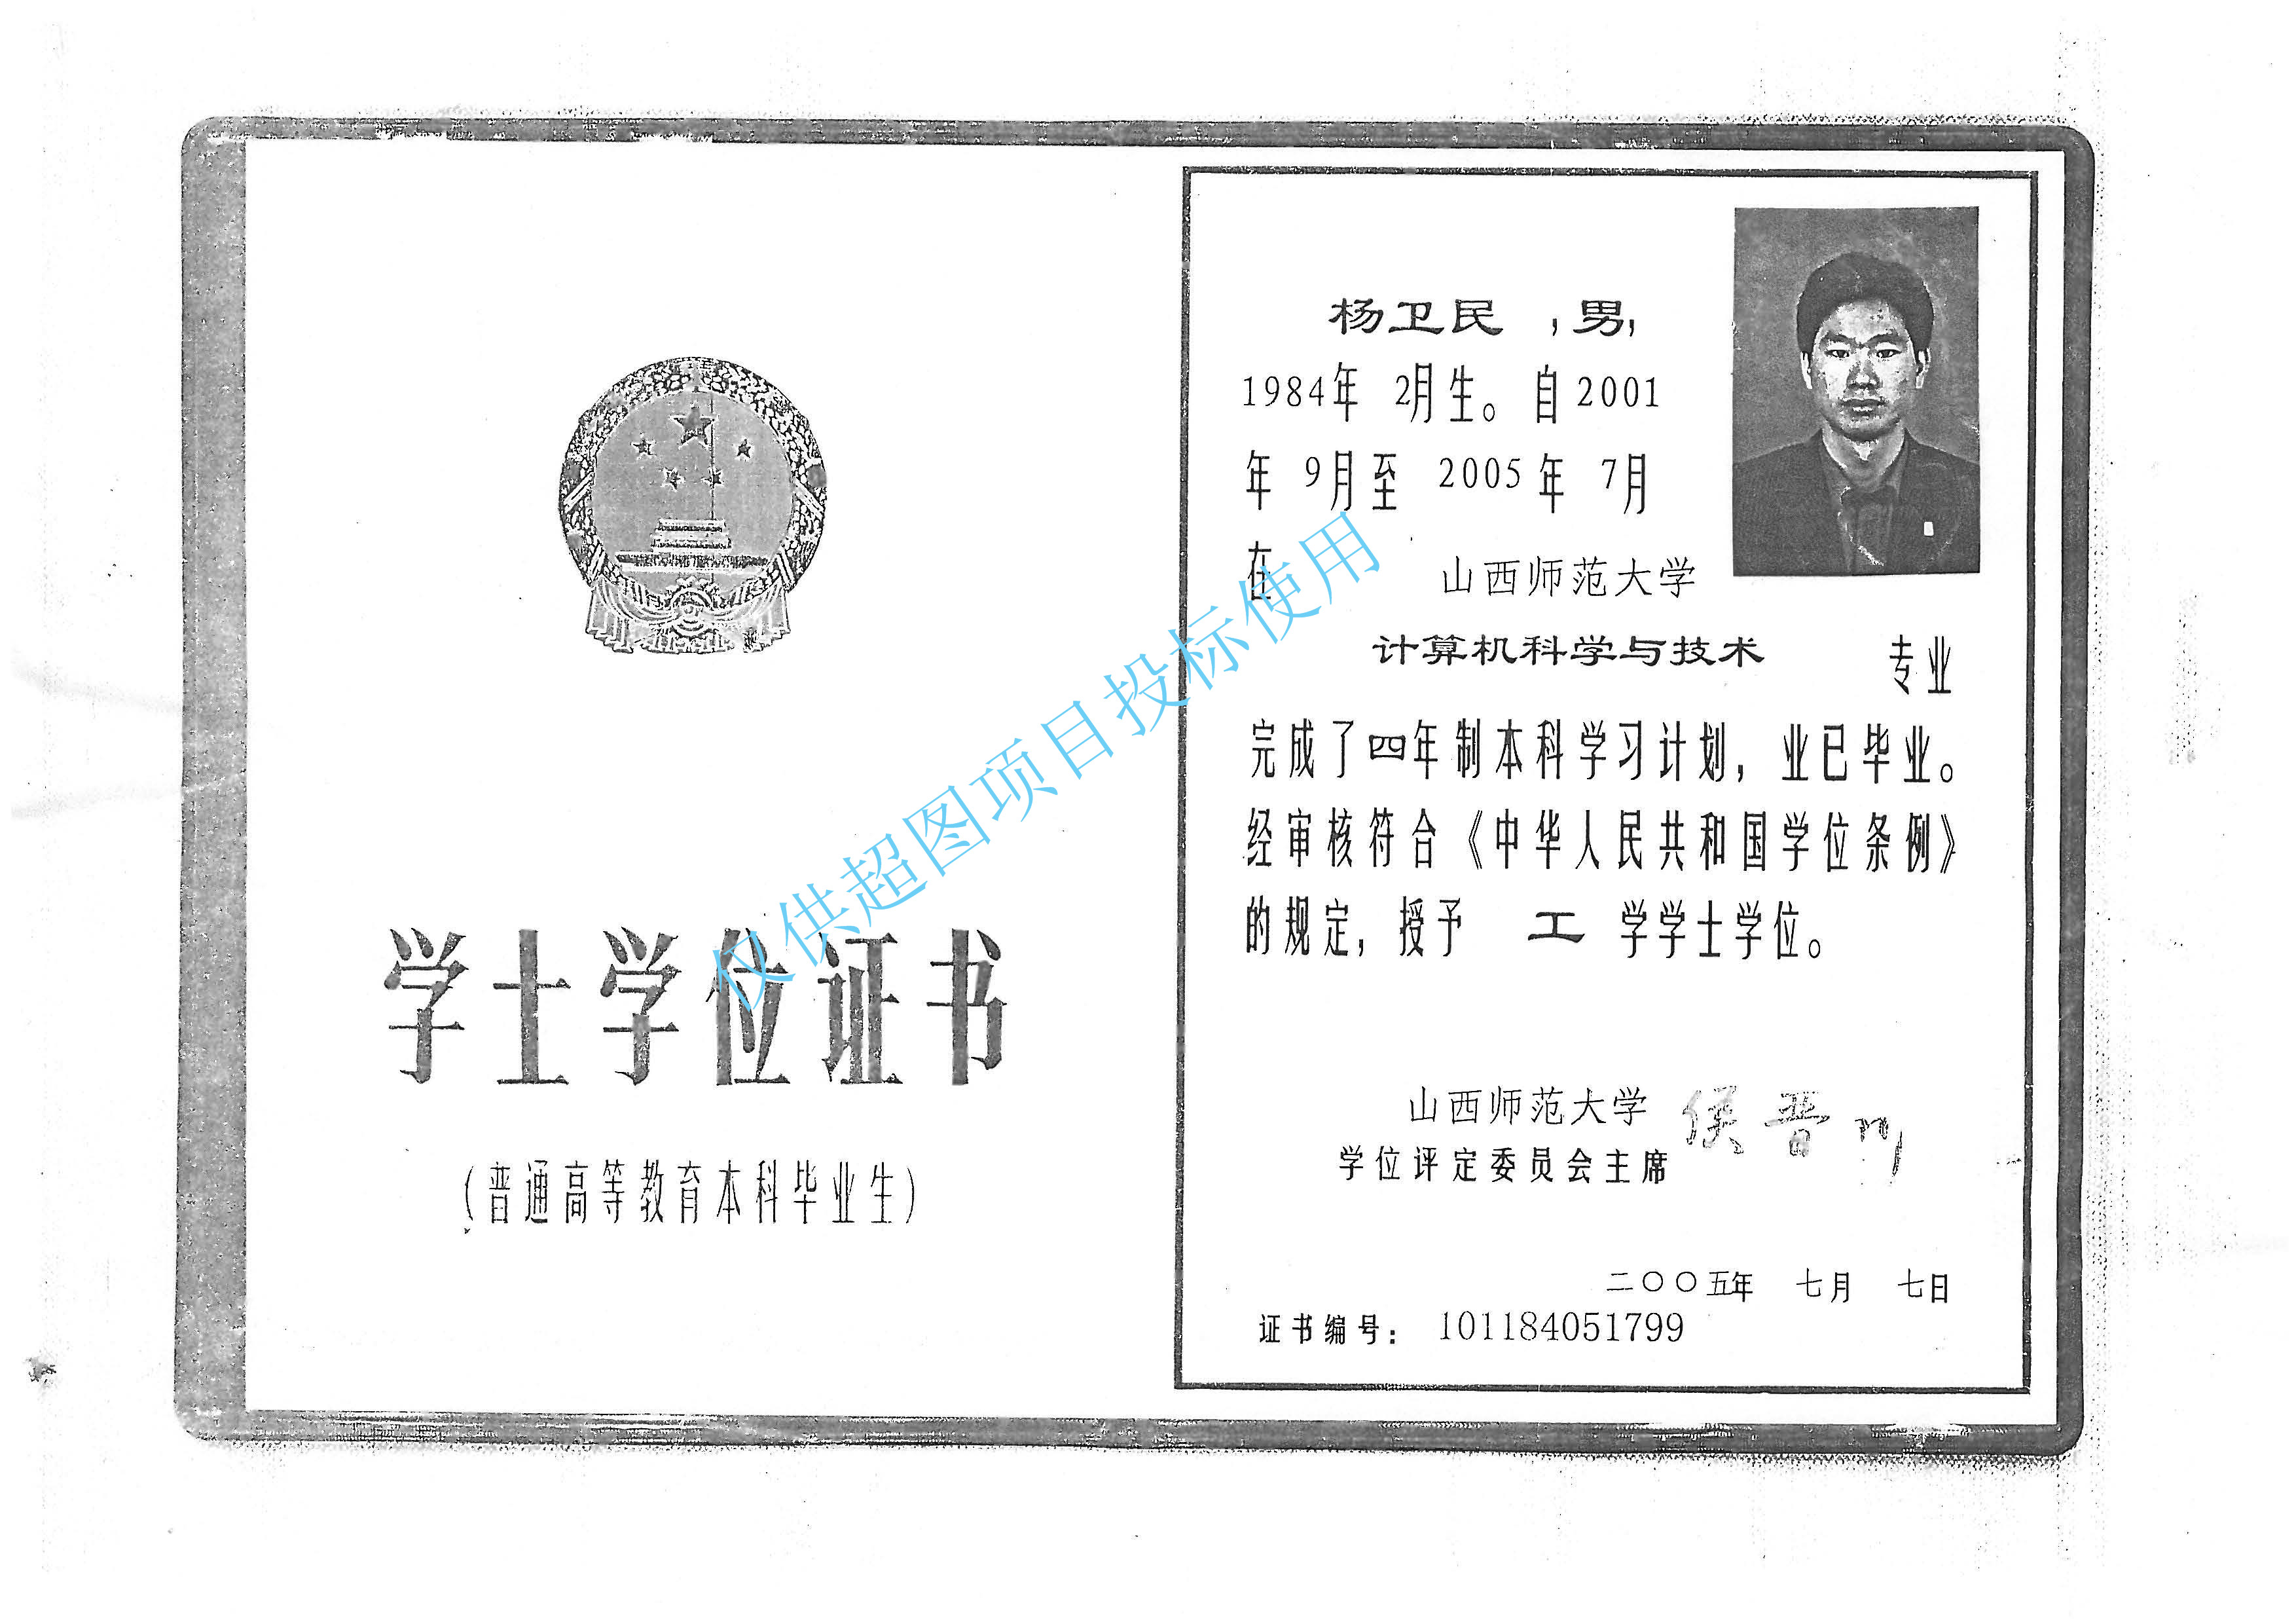 学士学位证书
(普通高等教育本科毕业生)
杨卫民 ,男,
1984年 2月生。自2001
年 9月至 2005年 7月
在 山西师范大学
计算机科学与技术 专业
完成了四年制本科学习计划，业已毕业。
经审核符合《中华人民共和国学位条例》
的规定，授予 工 学学士学位。
山西师范大学
学位评定委员会主席 侯晋川
二〇〇五年 七月 七日
证书编号： 101184051799
仅供超图项目投标使用